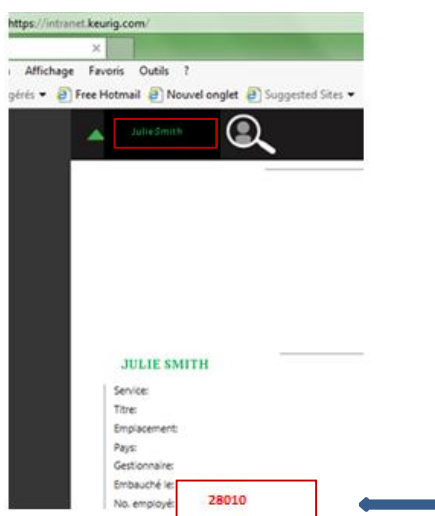 https://intranet.keurig.com/
Affichage Favoris Outils ?
gérés Free Hotmail Nouvel onglet Suggested Sites
JulieSmith
JULIE SMITH
Service:
Titre:
Emplacement:
Pays:
Gestionnaire:
Embauché le:
No. employé: 28010